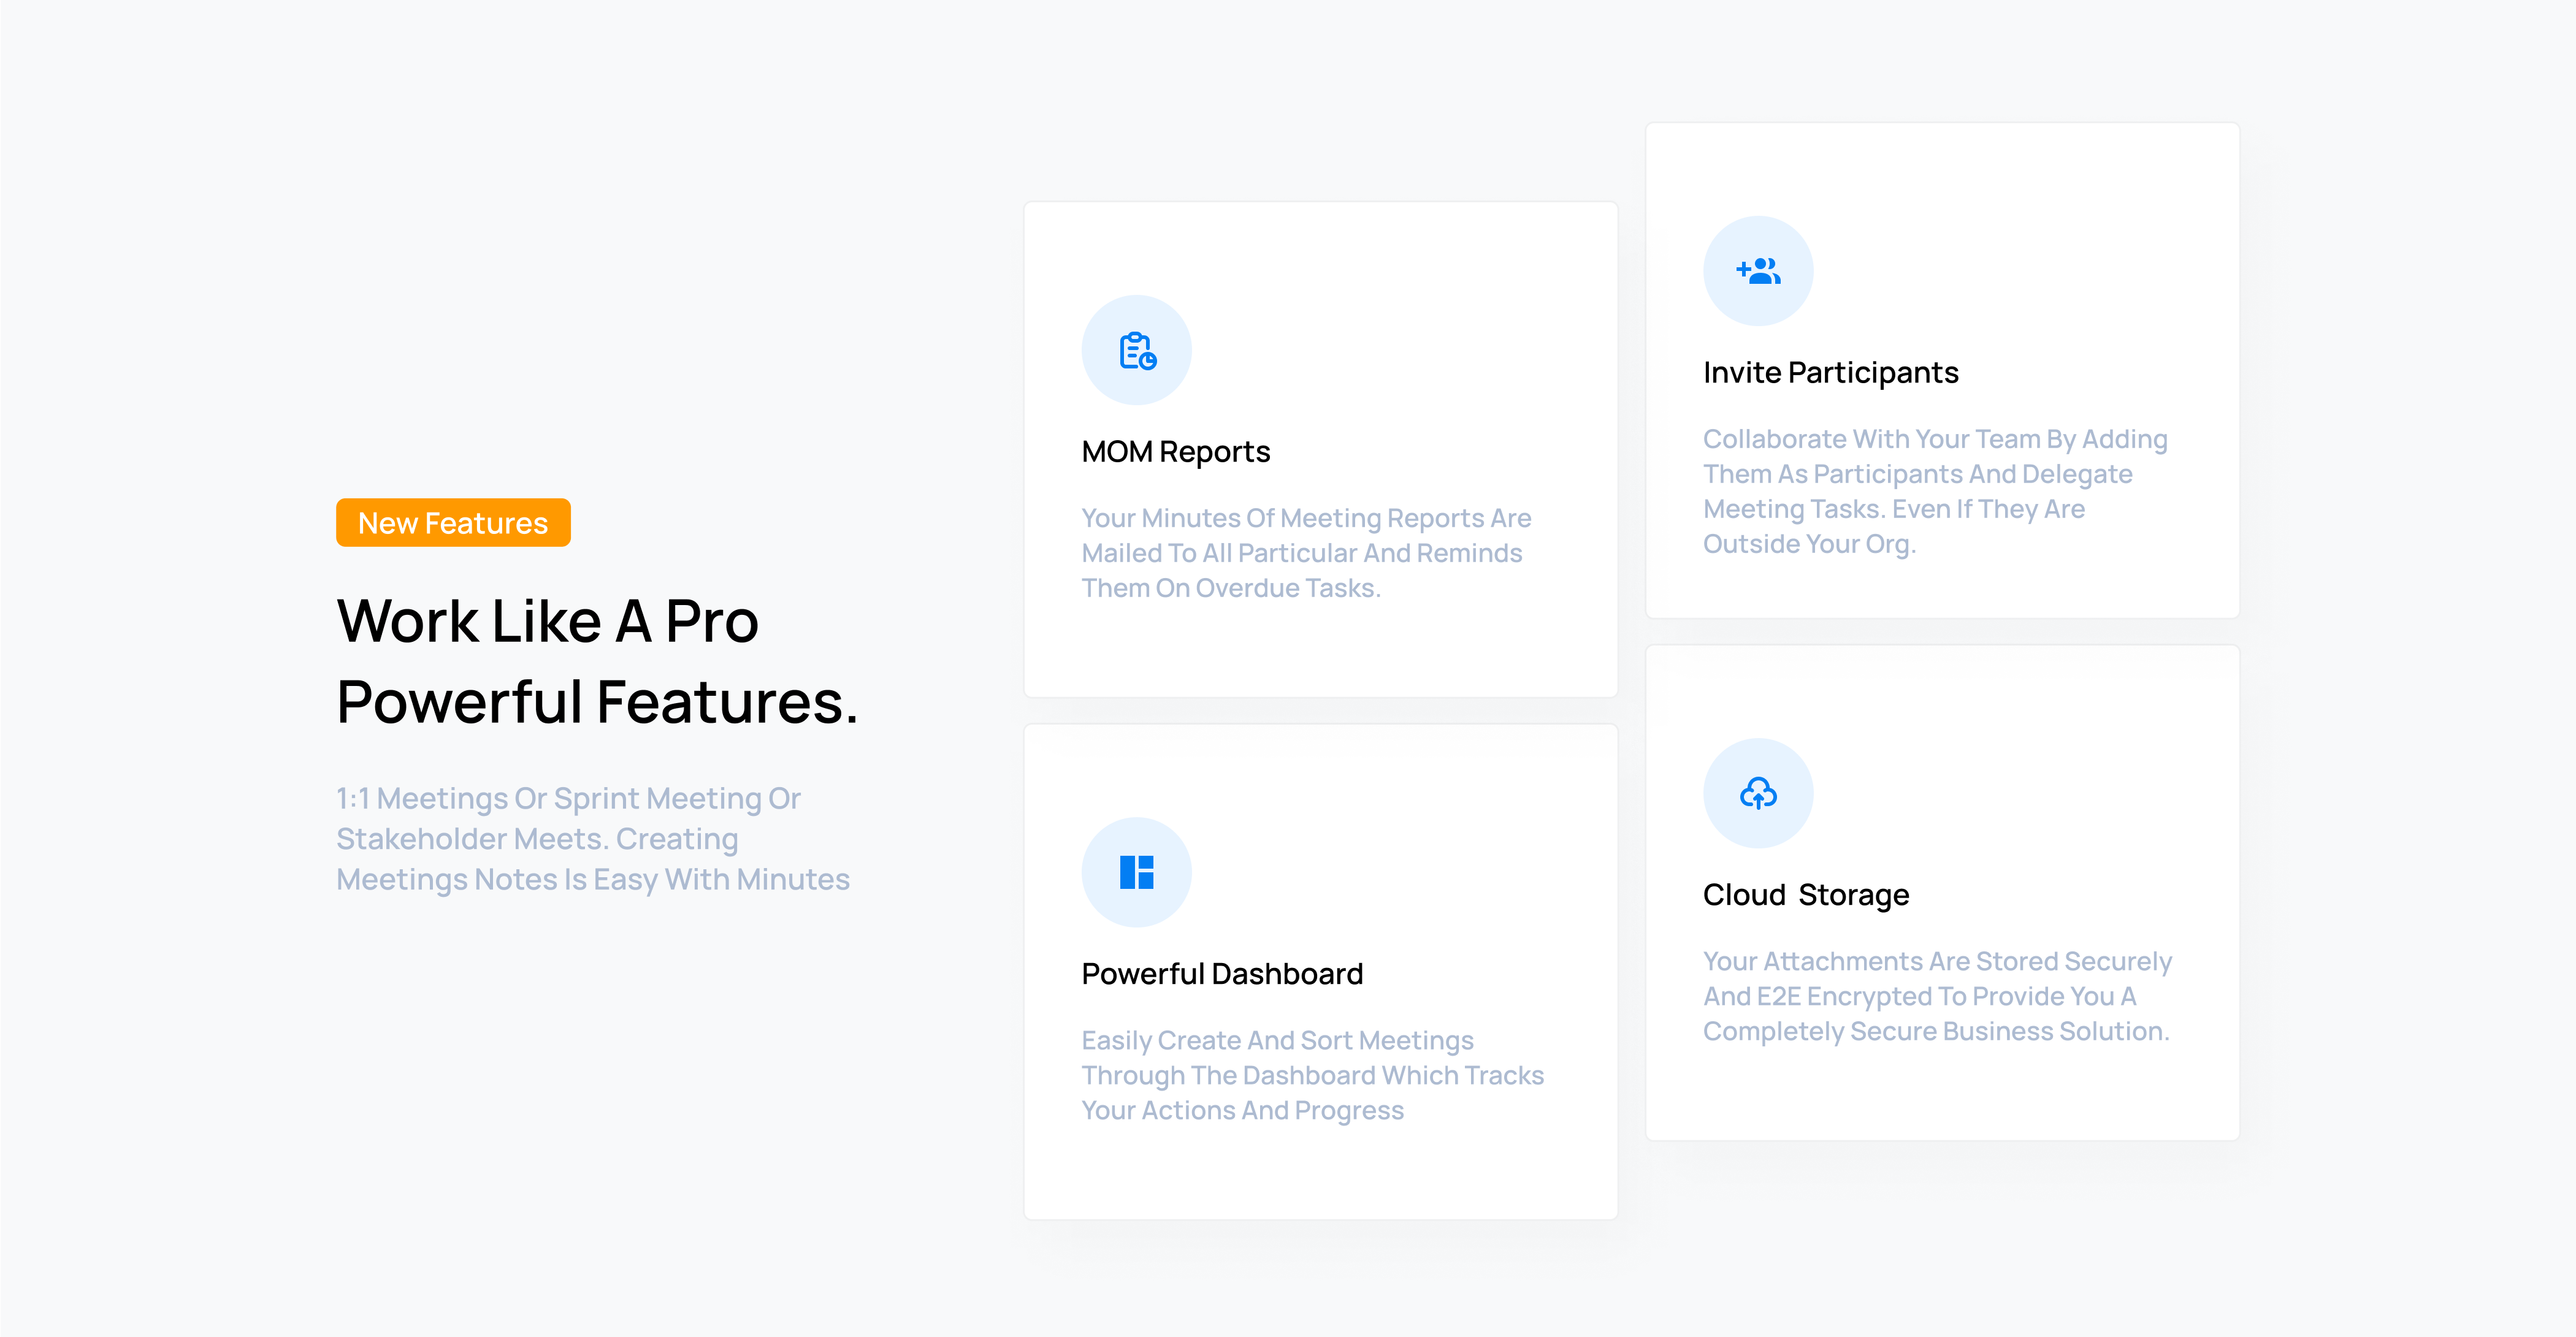 New Features
Work Like A Pro
Powerful Features.
1:1 Meetings Or Sprint Meeting Or
Stakeholder Meets. Creating
Meetings Notes Is Easy With Minutes
MOM Reports
Your Minutes Of Meeting Reports Are
Mailed To All Particular And Reminds
Them On Overdue Tasks.
Invite Participants
Collaborate With Your Team By Adding
Them As Participants And Delegate
Meeting Tasks. Even If They Are
Outside Your Org.
Powerful Dashboard
Easily Create And Sort Meetings
Through The Dashboard Which Tracks
Your Actions And Progress
Cloud  Storage
Your Attachments Are Stored Securely
And E2E Encrypted To Provide You A
Completely Secure Business Solution.